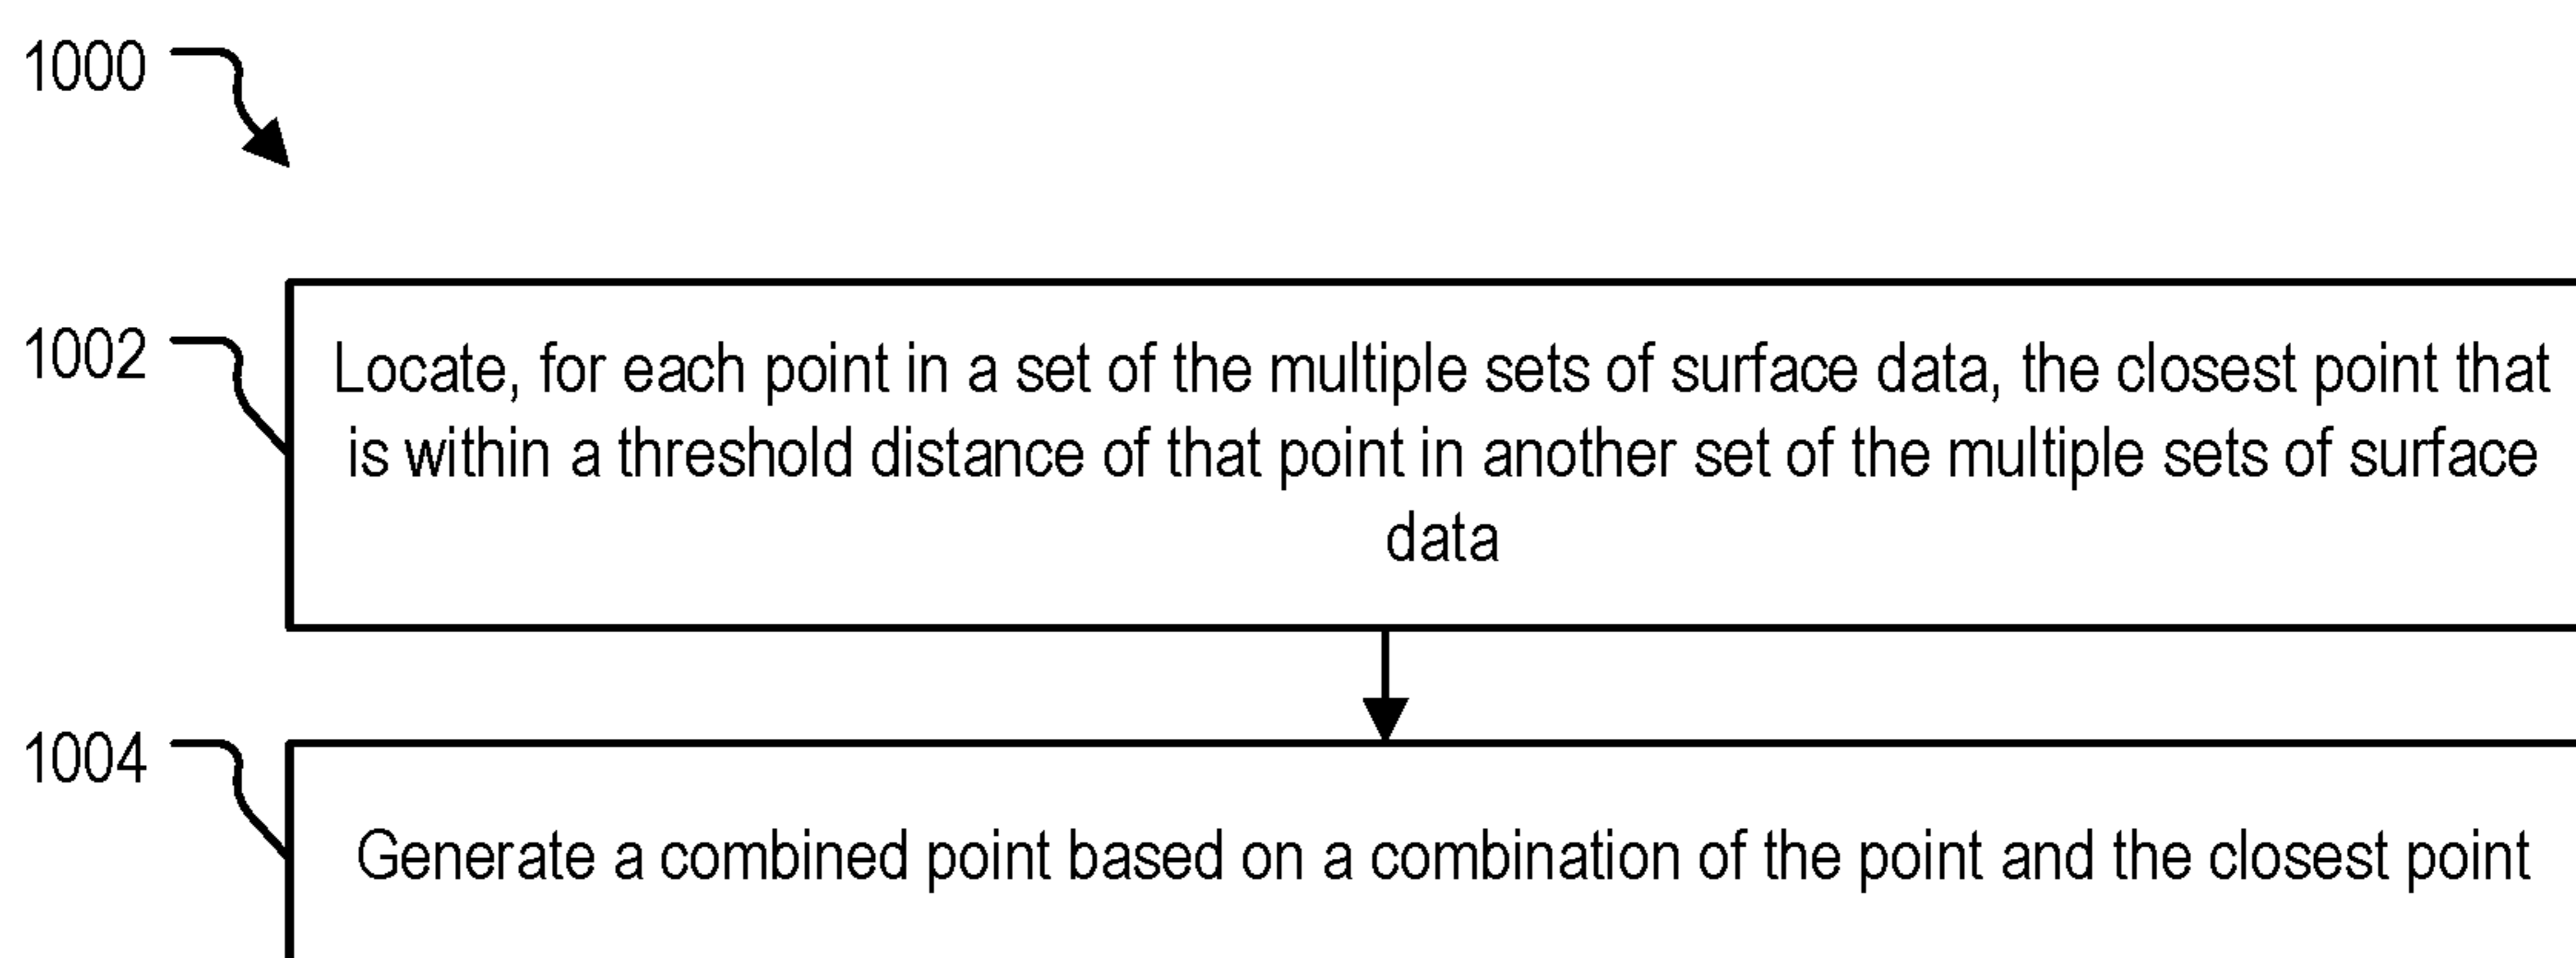 1000
1002
Locate, for each point in a set of the multiple sets of surface data, the closest point that
is within a threshold distance of that point in another set of the multiple sets of surface
data
1004
Generate a combined point based on a combination of the point and the closest point